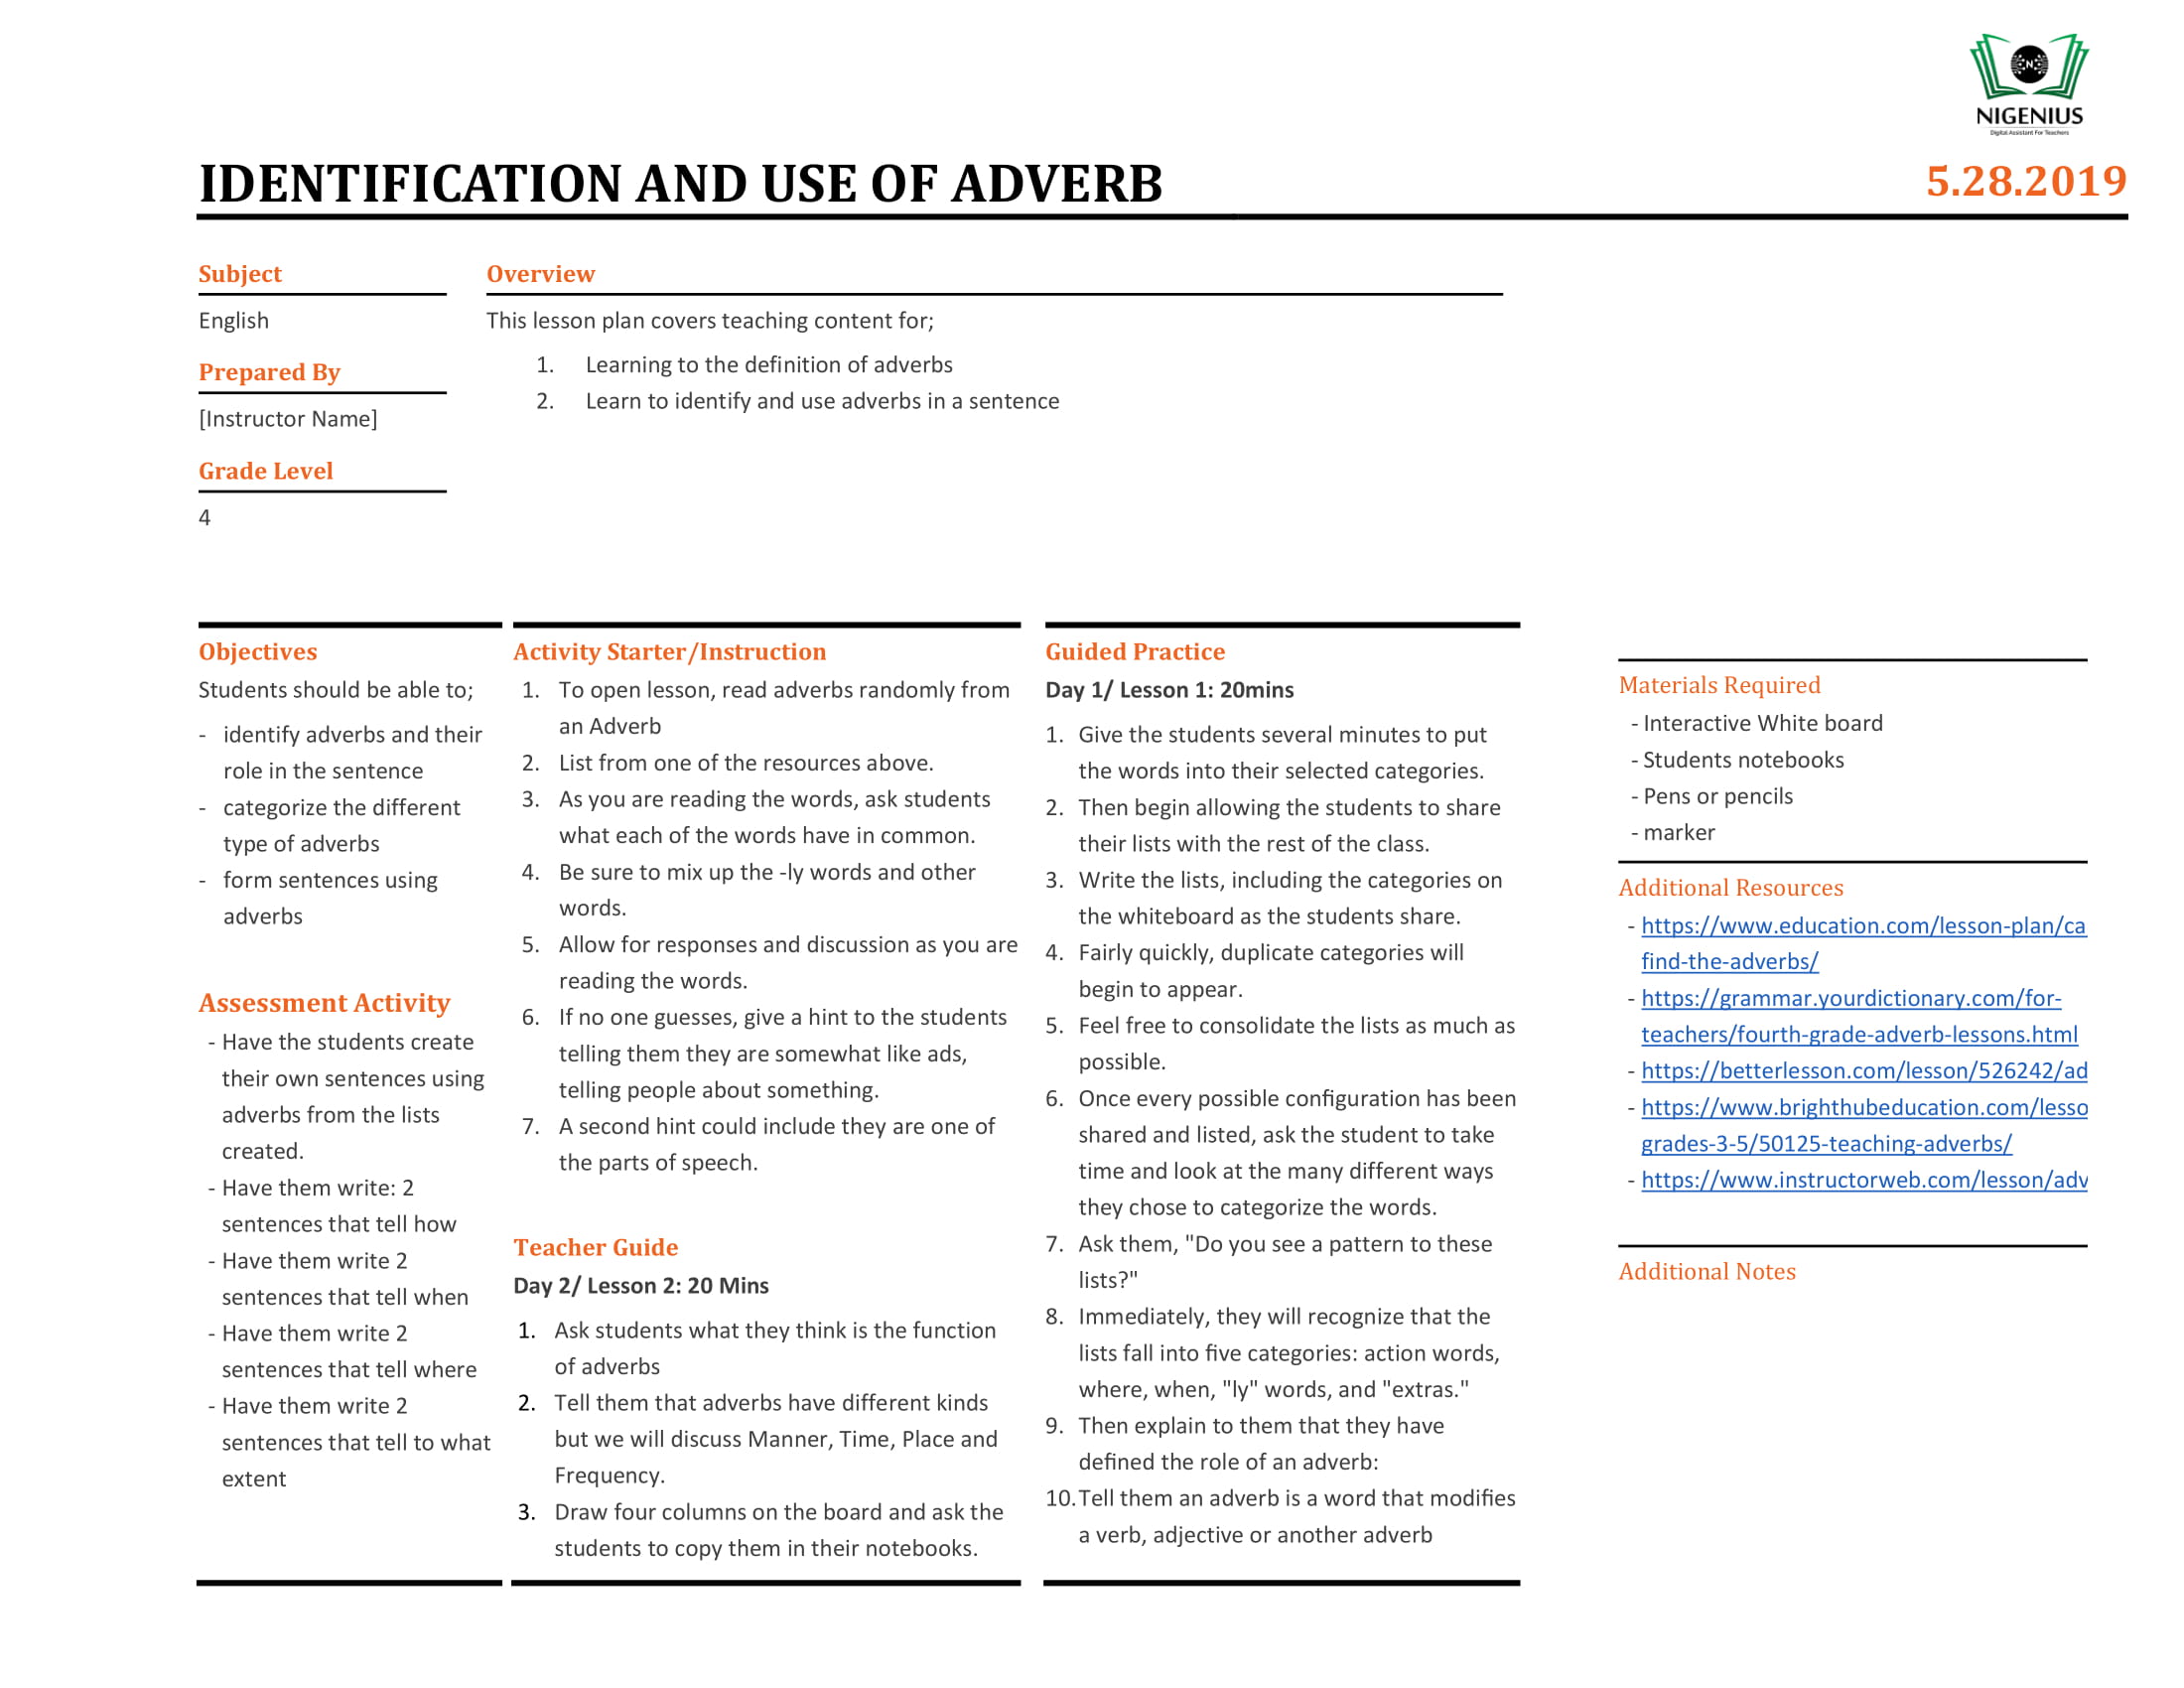 NIGENIUS
Digital Assistant For Teachers
IDENTIFICATION AND USE OF ADVERB
5.28.2019
Subject
English
Prepared By
[Instructor Name]
Grade Level
4
Overview
This lesson plan covers teaching content for;
1. Learning to the definition of adverbs
2. Learn to identify and use adverbs in a sentence
Objectives
Students should be able to;
- identify adverbs and their
role in the sentence
- categorize the different
type of adverbs
- form sentences using
adverbs
Assessment Activity
- Have the students create
their own sentences using
adverbs from the lists
created.
- Have them write: 2
sentences that tell how
- Have them write 2
sentences that tell when
- Have them write 2
sentences that tell where
- Have them write 2
sentences that tell to what
extent
Activity Starter/Instruction
1. To open lesson, read adverbs randomly from
an Adverb
2. List from one of the resources above.
3. As you are reading the words, ask students
what each of the words have in common.
4. Be sure to mix up the -ly words and other
words.
5. Allow for responses and discussion as you are
reading the words.
6. If no one guesses, give a hint to the students
telling them they are somewhat like ads,
telling people about something.
7. A second hint could include they are one of
the parts of speech.
Teacher Guide
Day 2/ Lesson 2: 20 Mins
1. Ask students what they think is the function
of adverbs
2. Tell them that adverbs have different kinds
but we will discuss Manner, Time, Place and
Frequency.
3. Draw four columns on the board and ask the
students to copy them in their notebooks.
Guided Practice
Day 1/ Lesson 1: 20mins
1. Give the students several minutes to put
the words into their selected categories.
2. Then begin allowing the students to share
their lists with the rest of the class.
3. Write the lists, including the categories on
the whiteboard as the students share.
4. Fairly quickly, duplicate categories will
begin to appear.
5. Feel free to consolidate the lists as much as
possible.
6. Once every possible configuration has been
shared and listed, ask the student to take
time and look at the many different ways
they chose to categorize the words.
7. Ask them, "Do you see a pattern to these
lists?"
8. Immediately, they will recognize that the
lists fall into five categories: action words,
where, when, "ly" words, and "extras."
9. Then explain to them that they have
defined the role of an adverb:
10. Tell them an adverb is a word that modifies
a verb, adjective or another adverb
Materials Required
- Interactive White board
- Students notebooks
- Pens or pencils
- marker
Additional Resources
- https://www.education.com/lesson-plan/ca
find-the-adverbs/
- https://grammar.yourdictionary.com/for-
teachers/fourth-grade-adverb-lessons.html
- https://betterlesson.com/lesson/526242/ad
- https://www.brighthubeducation.com/lesso
grades-3-5/50125-teaching-adverbs/
- https://www.instructorweb.com/lesson/adv
Additional Notes